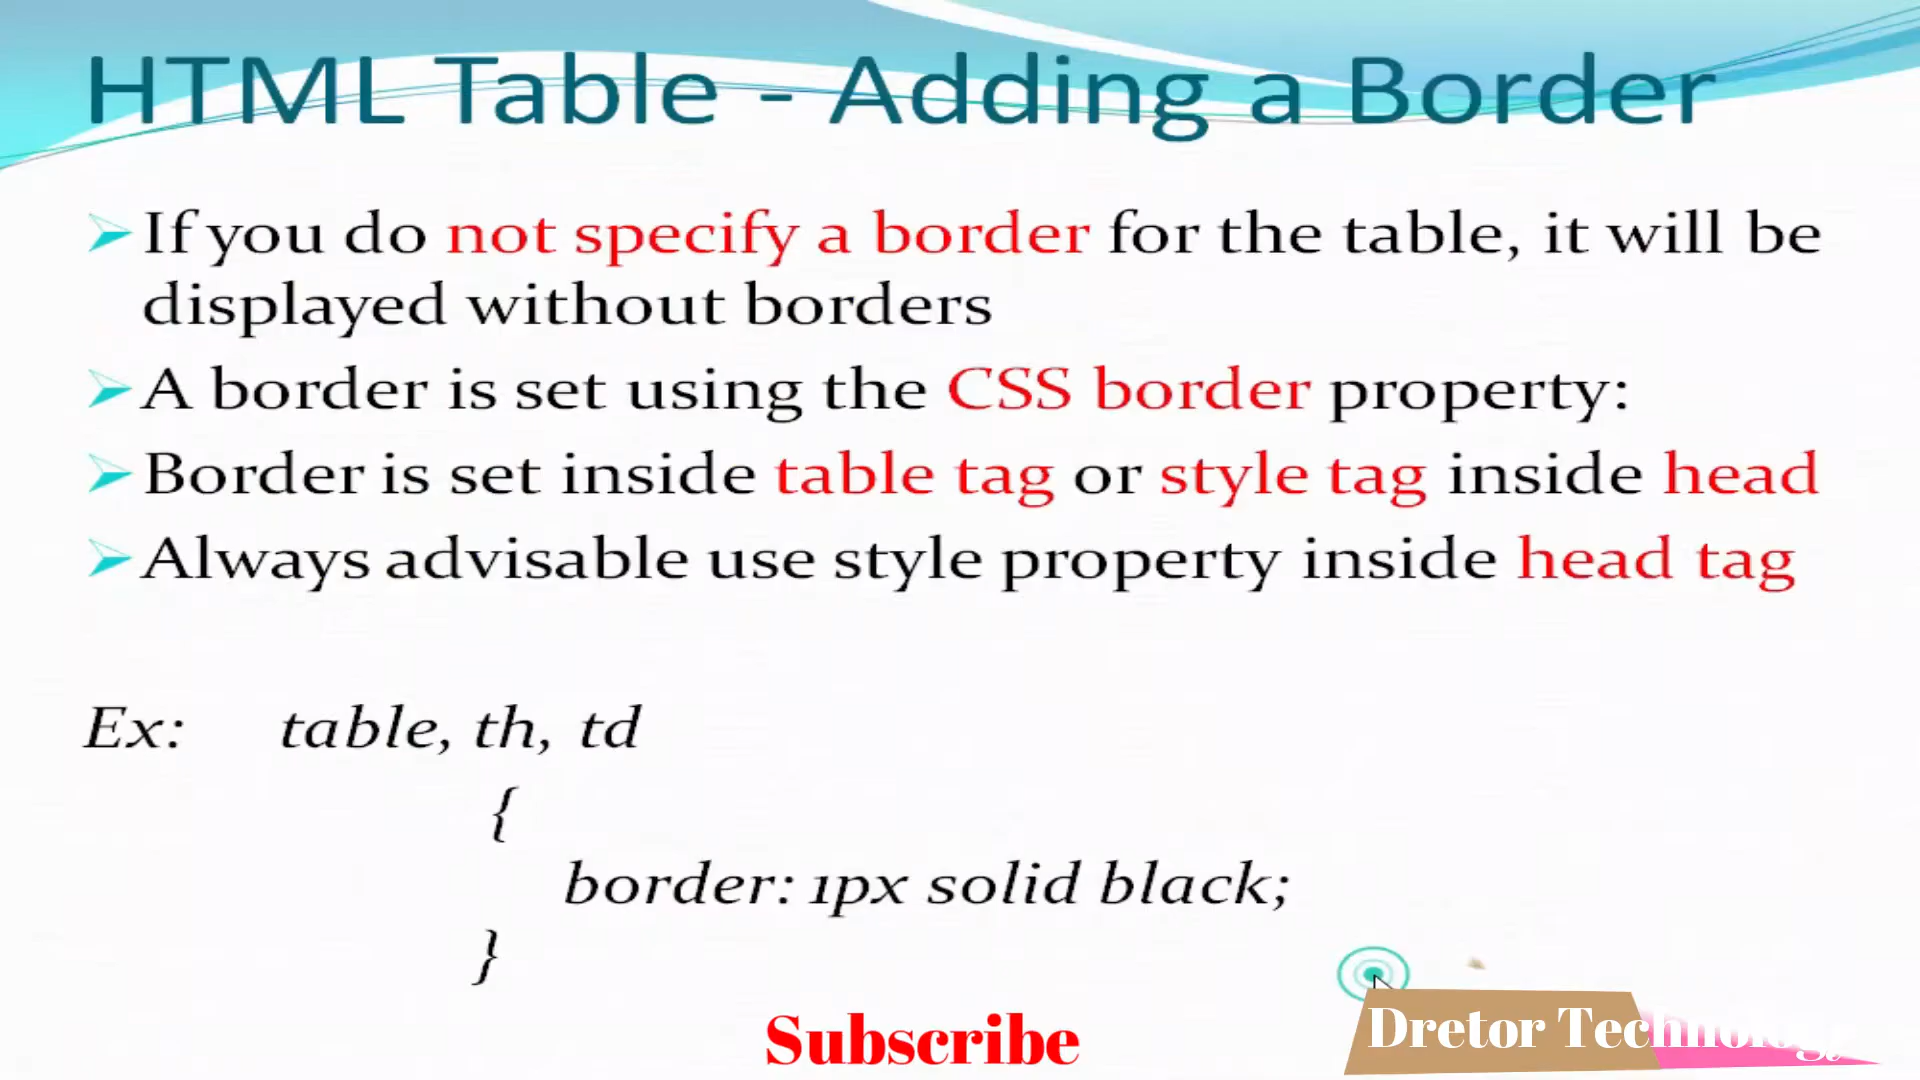 HTML Table - Adding a Border
If you do not specify a border for the table, it will be
displayed without borders
A border is set using the CSS border property:
Border is set inside table tag or style tag inside head
Always advisable use style property inside head tag
Ex: table, th, td
{
border: 1px solid black;
}
Subscribe
Dretor Technology